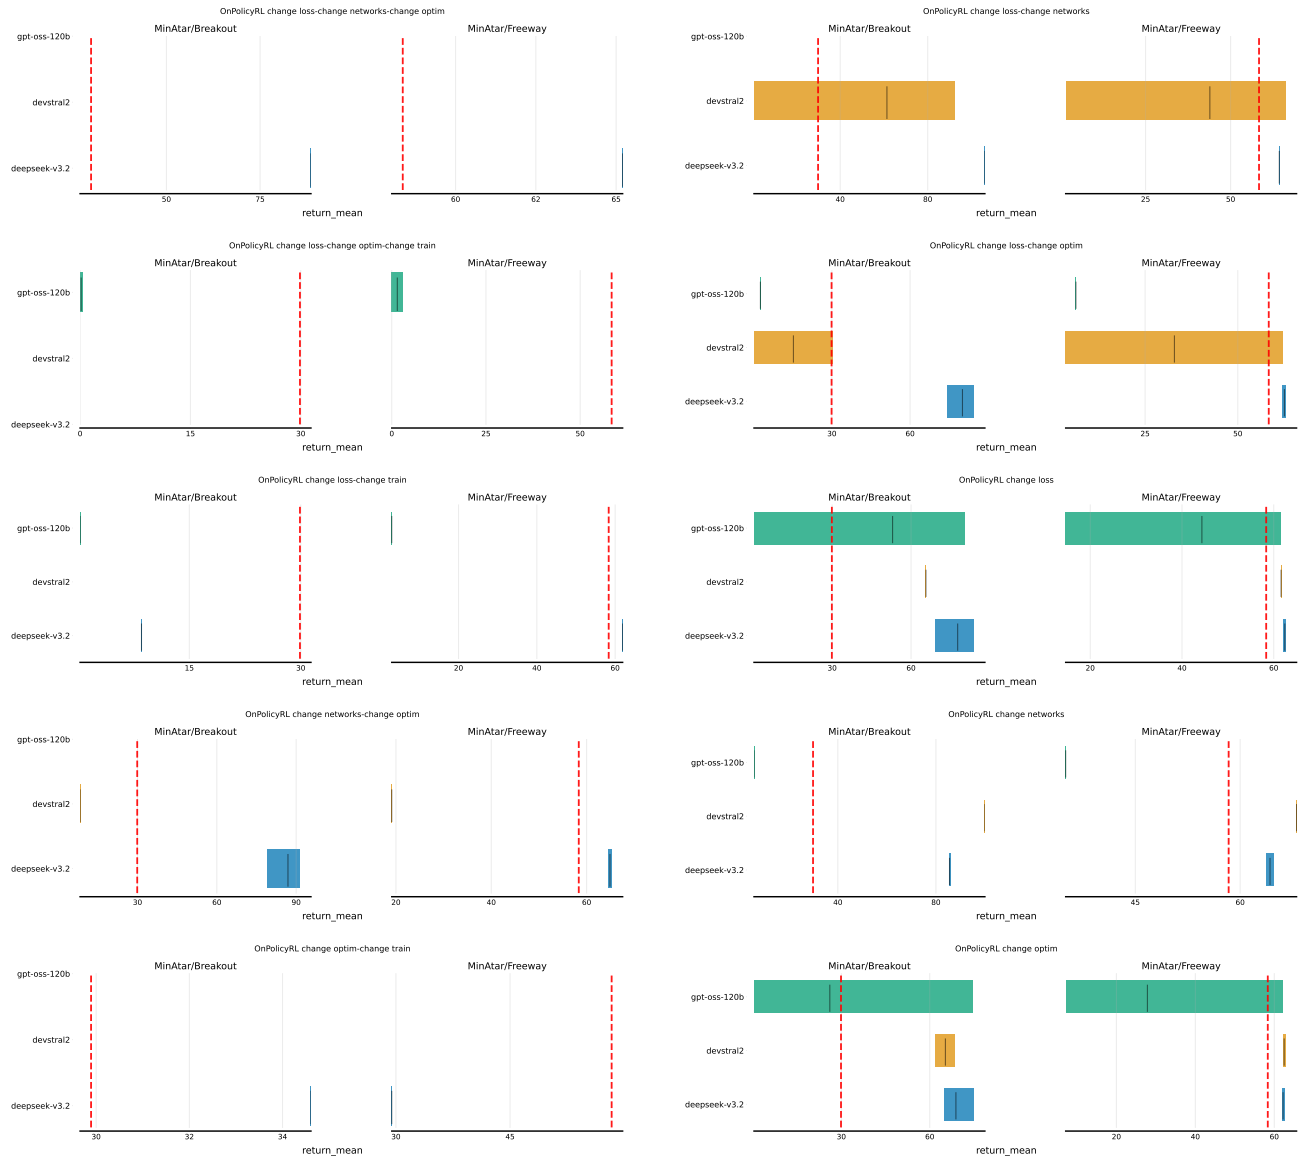 OnPolicyRL change loss-change networks-change optim
MinAtar/Breakout
MinAtar/Freeway
gpt-oss-120b
devstral2
deepseek-v3.2
50 75
60 62 65
return_mean
OnPolicyRL change loss-change networks
MinAtar/Breakout
MinAtar/Freeway
gpt-oss-120b
devstral2
deepseek-v3.2
40 80
25 50
return_mean
OnPolicyRL change loss-change optim-change train
MinAtar/Breakout
MinAtar/Freeway
gpt-oss-120b
devstral2
deepseek-v3.2
0 15 30
0 25 50
return_mean
OnPolicyRL change loss-change optim
MinAtar/Breakout
MinAtar/Freeway
gpt-oss-120b
devstral2
deepseek-v3.2
30 60
25 50
return_mean
OnPolicyRL change loss-change train
MinAtar/Breakout
MinAtar/Freeway
gpt-oss-120b
devstral2
deepseek-v3.2
15 30
20 40 60
return_mean
OnPolicyRL change loss
MinAtar/Breakout
MinAtar/Freeway
gpt-oss-120b
devstral2
deepseek-v3.2
30 60
20 40 60
return_mean
OnPolicyRL change networks-change optim
MinAtar/Breakout
MinAtar/Freeway
gpt-oss-120b
devstral2
deepseek-v3.2
30 60 90
20 40 60
return_mean
OnPolicyRL change networks
MinAtar/Breakout
MinAtar/Freeway
gpt-oss-120b
devstral2
deepseek-v3.2
40 80
45 60
return_mean
OnPolicyRL change optim-change train
MinAtar/Breakout
MinAtar/Freeway
gpt-oss-120b
devstral2
deepseek-v3.2
30 32 34
30 45
return_mean
OnPolicyRL change optim
MinAtar/Breakout
MinAtar/Freeway
gpt-oss-120b
devstral2
deepseek-v3.2
30 60
20 40 60
return_mean